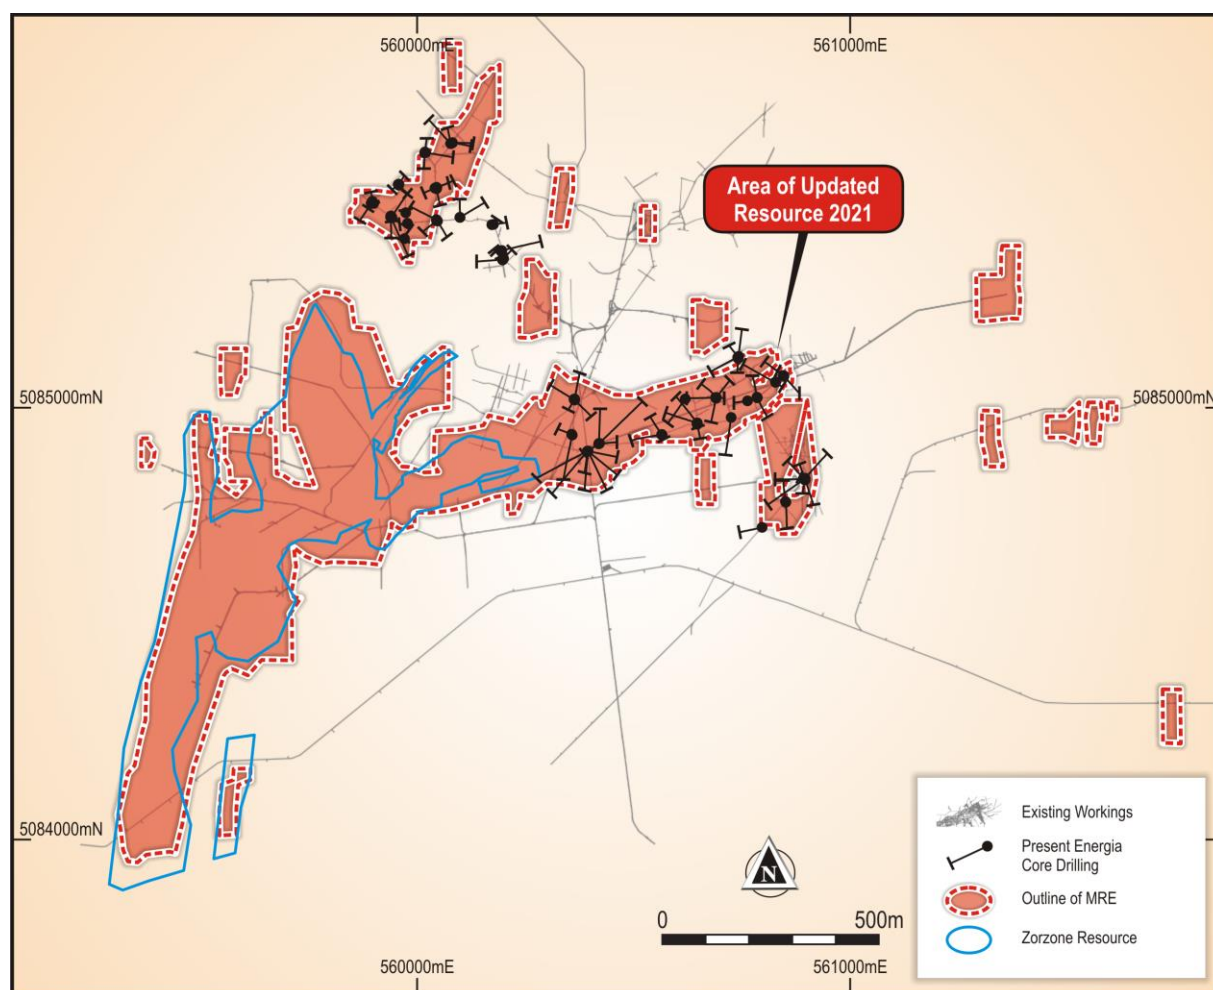 560000mE
561000mE
Area of Updated
Resource 2021
5085000mN
5085000mN
5084000mN
Existing Workings
Present Energia
Core Drilling
Outline of MRE
Zorzone Resource
N
0
500m
560000mE
561000mE